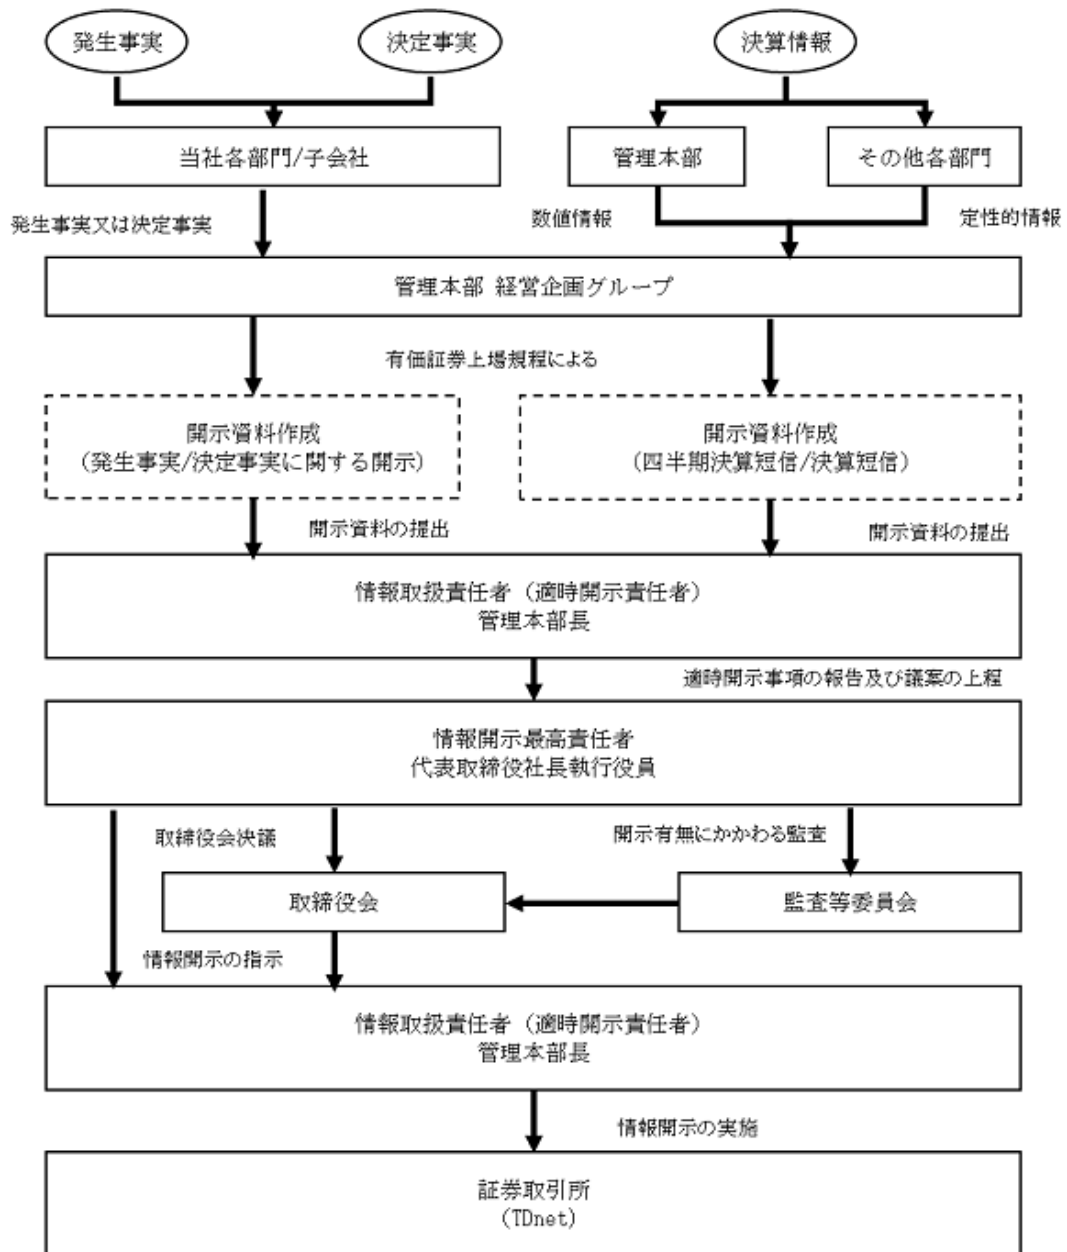 発生事実
決定事実
決算情報
当社各部門/子会社
管理本部
その他各部門
発生事実又は決定事実
数値情報
定性的情報
管理本部 経営企画グループ
有価証券上場規程による
開示資料作成
(発生事実/決定事実に関する開示)
開示資料作成
(四半期決算短信/決算短信)
開示資料の提出
開示資料の提出
情報取扱責任者（適時開示責任者）
管理本部長
適時開示事項の報告及び議案の上程
情報開示最高責任者
代表取締役社長執行役員
取締役会決議
開示有無にかかわる監査
取締役会
監査等委員会
情報開示の指示
情報取扱責任者（適時開示責任者）
管理本部長
情報開示の実施
証券取引所
(TDnet)